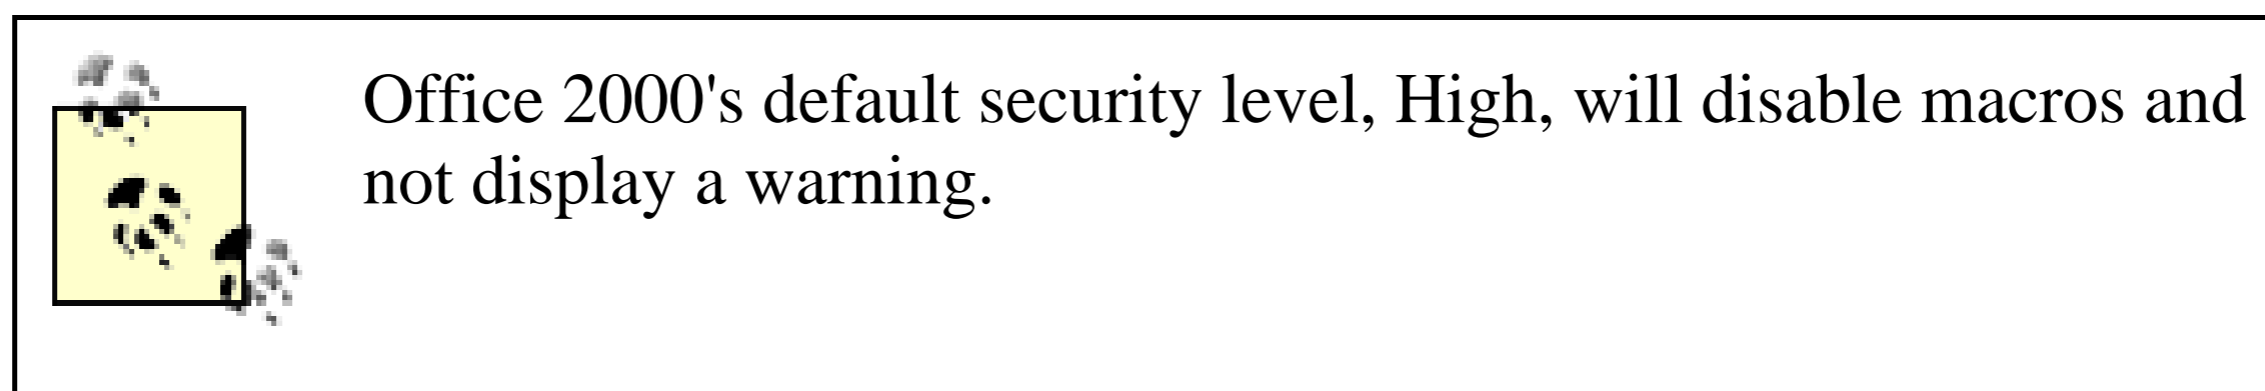 Office 2000's default security level, High, will disable macros and
not display a warning.